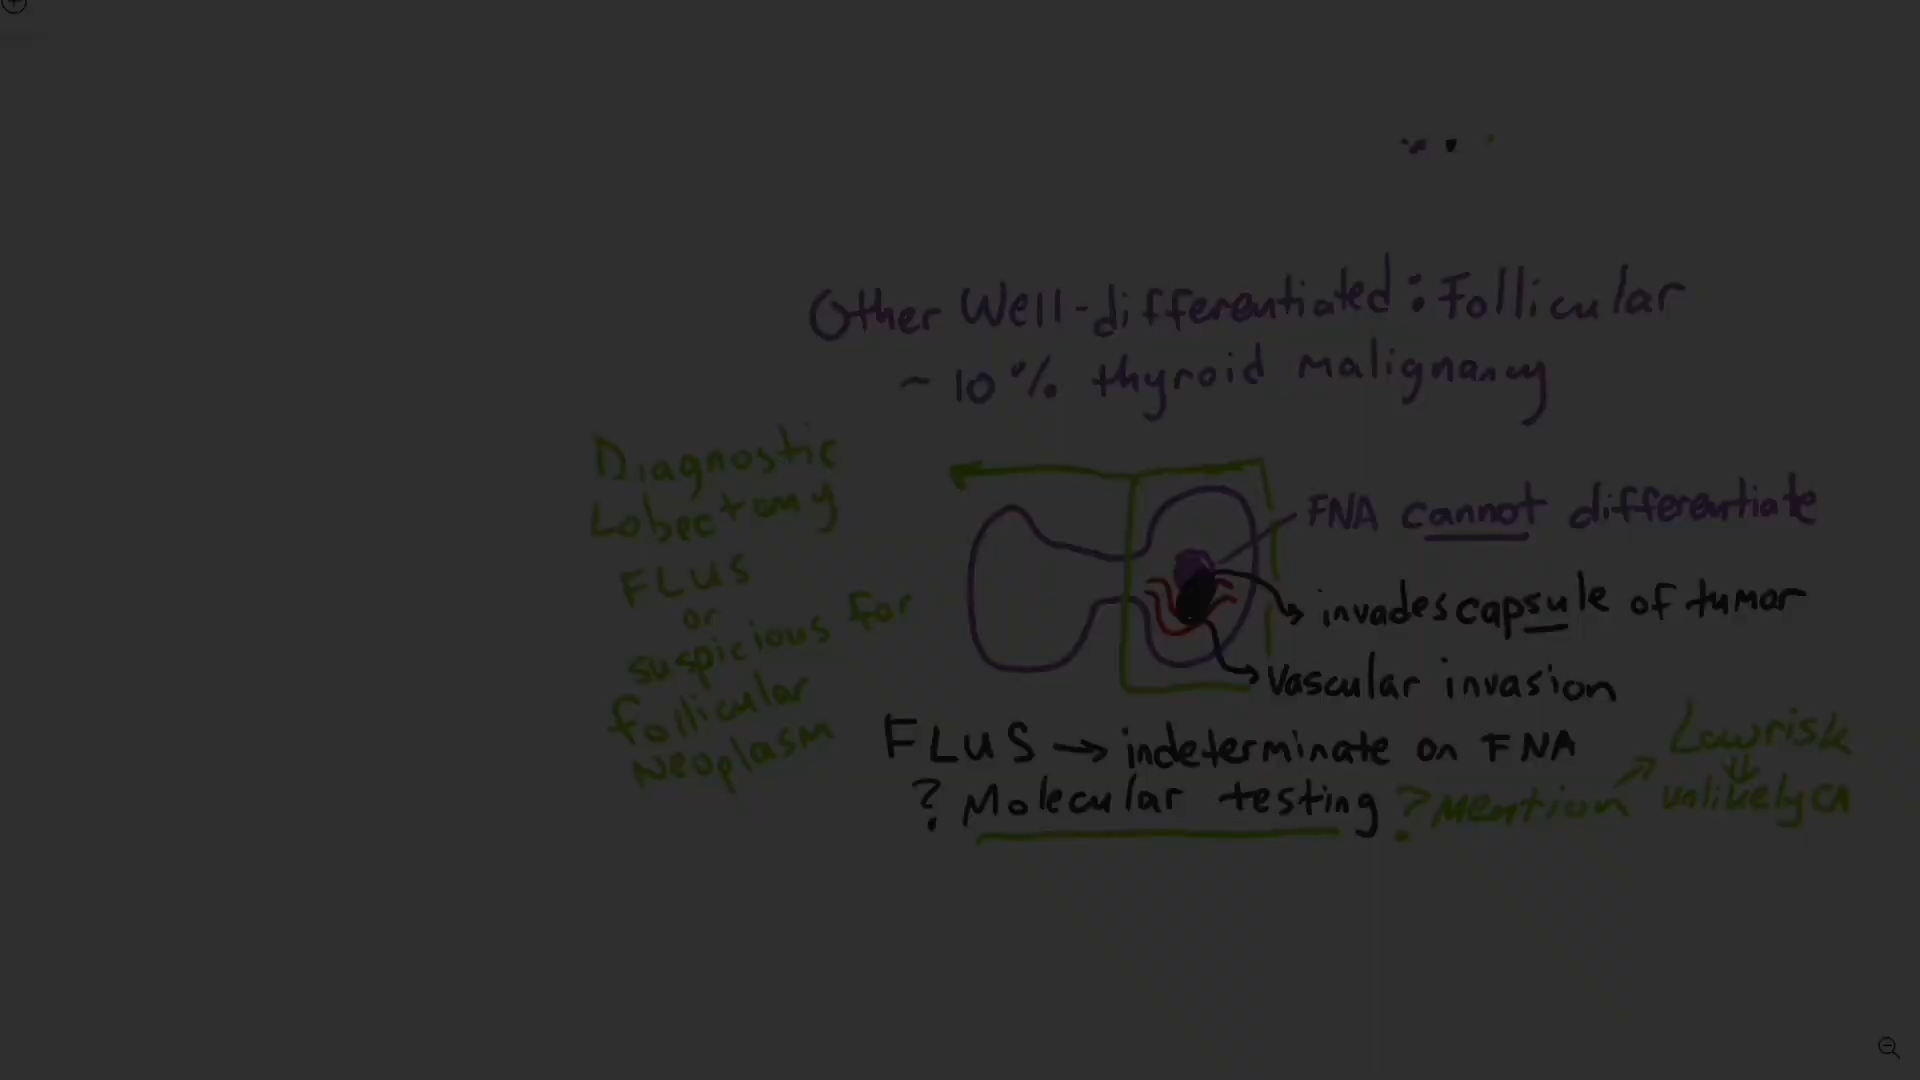 Other Well-differentiated: Follicular
~ 10% thyroid malignancy
Diagnostic
Lobectomy
FLUS
or
suspicious for
follicular
Neoplasm
FNA cannot differentiate
invades capsule of tumor
Vascular invasion
FLUS → indeterminate on FNA
? Molecular testing ? Mention
Low risk
unlikely CA